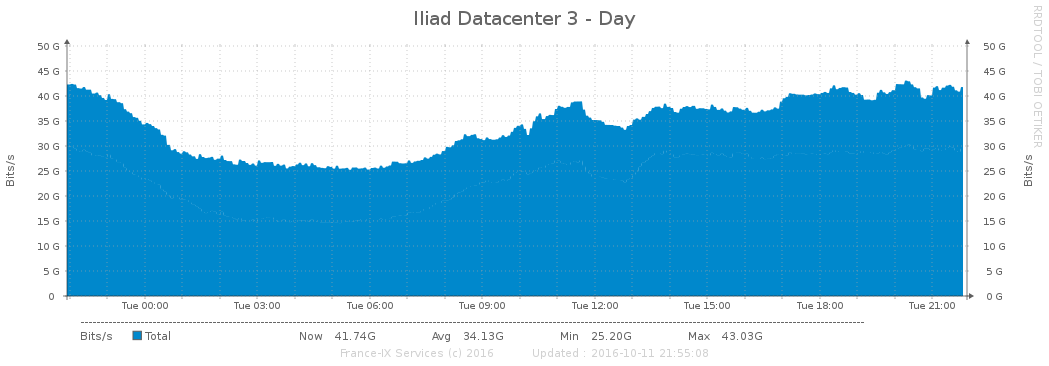 Iliad Datacenter 3 - Day
RRDTOOL / TOBI OETIKER
50 G 50 G
45 G 45 G
40 G 40 G
35 G 35 G
30 G 30 G
25 G 25 G
20 G 20 G
15 G 15 G
10 G 10 G
5 G 5 G
0 0 G
Bits/s Bits/s
Tue 00:00 Tue 03:00 Tue 06:00 Tue 09:00 Tue 12:00 Tue 15:00 Tue 18:00 Tue 21:00
Bits/s Total Now 41.74G Avg 34.13G Min 25.20G Max 43.03G
France-IX Services (c) 2016 Updated : 2016-10-11 21:55:08